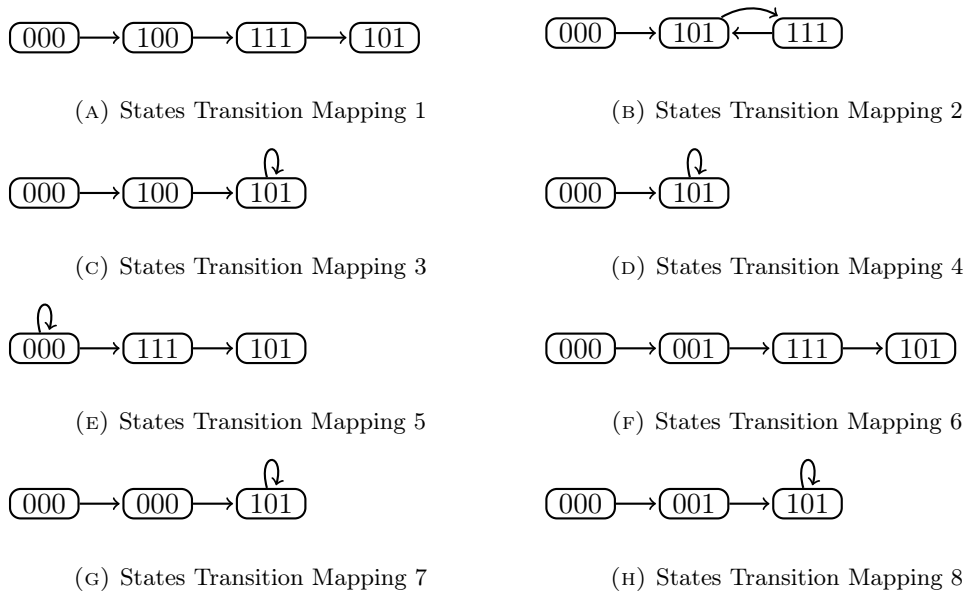 000 100 111 101
000 101 111
(A) States Transition Mapping 1
(B) States Transition Mapping 2
000 100 101
000 101
(C) States Transition Mapping 3
(D) States Transition Mapping 4
000 111 101
000 001 111 101
(E) States Transition Mapping 5
(F) States Transition Mapping 6
000 000 101
000 001 101
(G) States Transition Mapping 7
(H) States Transition Mapping 8